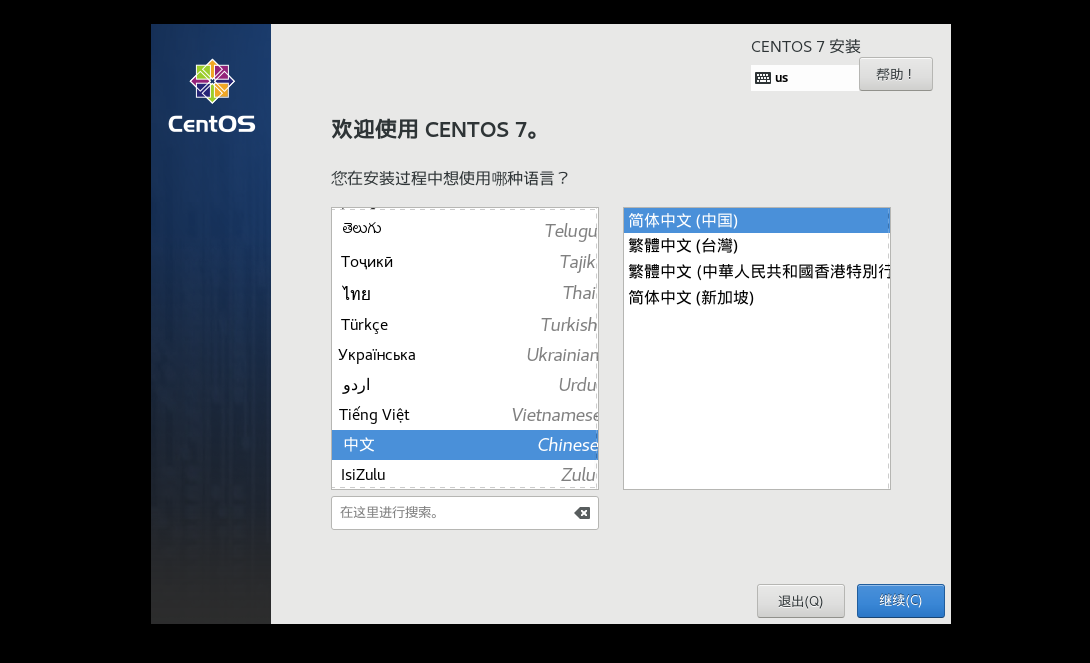 CentOS
CENTOS 7 安装
us
帮助！
欢迎使用 CENTOS 7。
您在安装过程中想使用哪种语言？
తెలుగు Telugu
Тоҷикӣ Tajik
ไทย Thai
Türkçe Turkish
Українська Ukrainian
اردو Urdu
Tiếng Việt Vietnamese
中文 Chinese
IsiZulu Zulu
简体中文 (中国)
繁體中文 (台灣)
繁體中文 (中華人民共和國香港特別行
简体中文 (新加坡)
在这里进行搜索。
退出(Q)
继续(C)